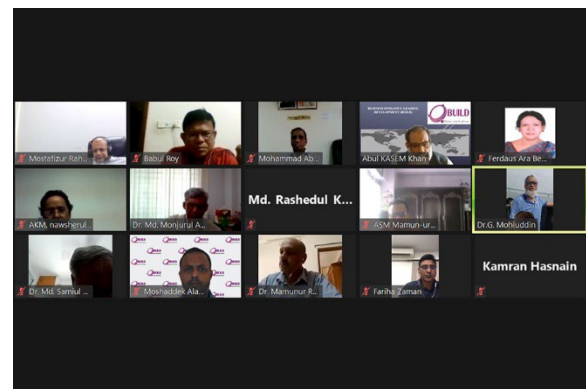 Mostafizur Rah...
Babul Roy
Mohammad Ab...
BUILD
Abul KASEM Khan
Ferdaus Ara Be...
AKM, nawsherul...
Dr. Md. Monjurul A...
Md. Rashedul K...
ASM Mamun-ur...
Dr.G. Mohiuddin
Dr. Md. Samiul ...
Moshaddek Ala...
Dr. Mamunur R...
Fariha Zaman
Kamran Hasnain